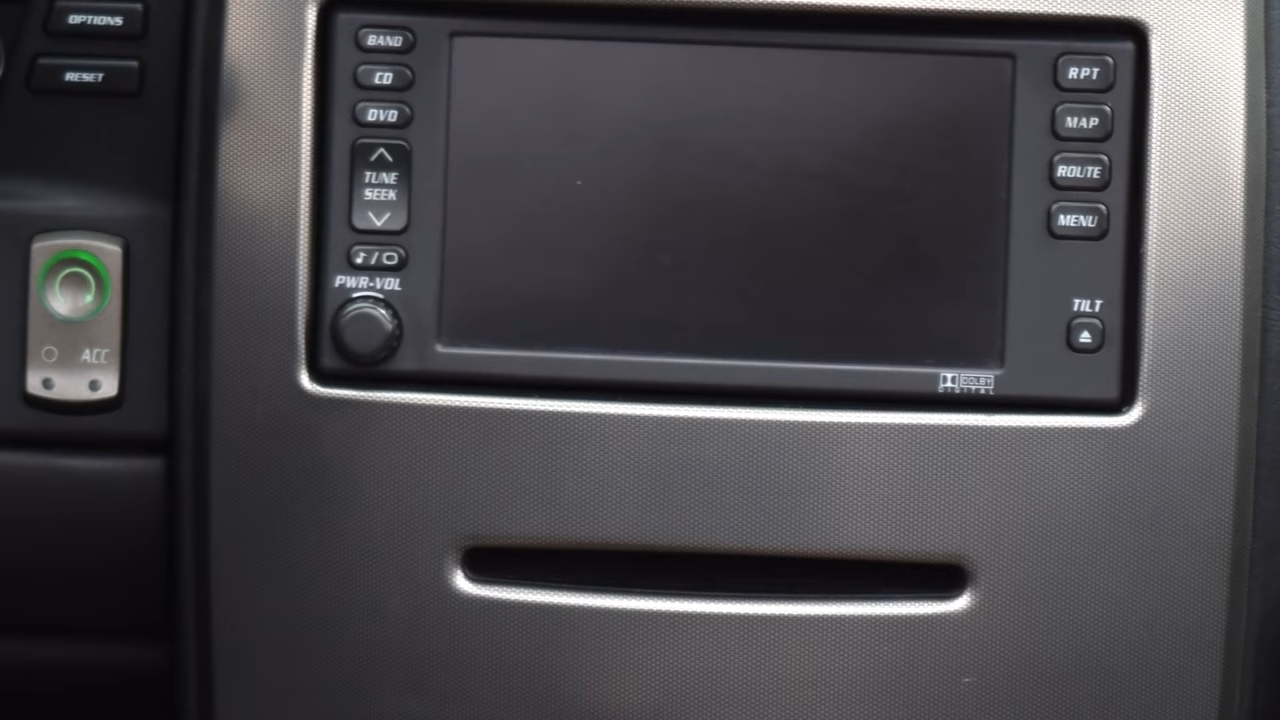 OPTIONS
RESET
ACC
BAND
CD
DVD
TUNE
SEEK
PWR-VOL
RPT
MAP
ROUTE
MENU
TILT
DOLBY
DIGITAL